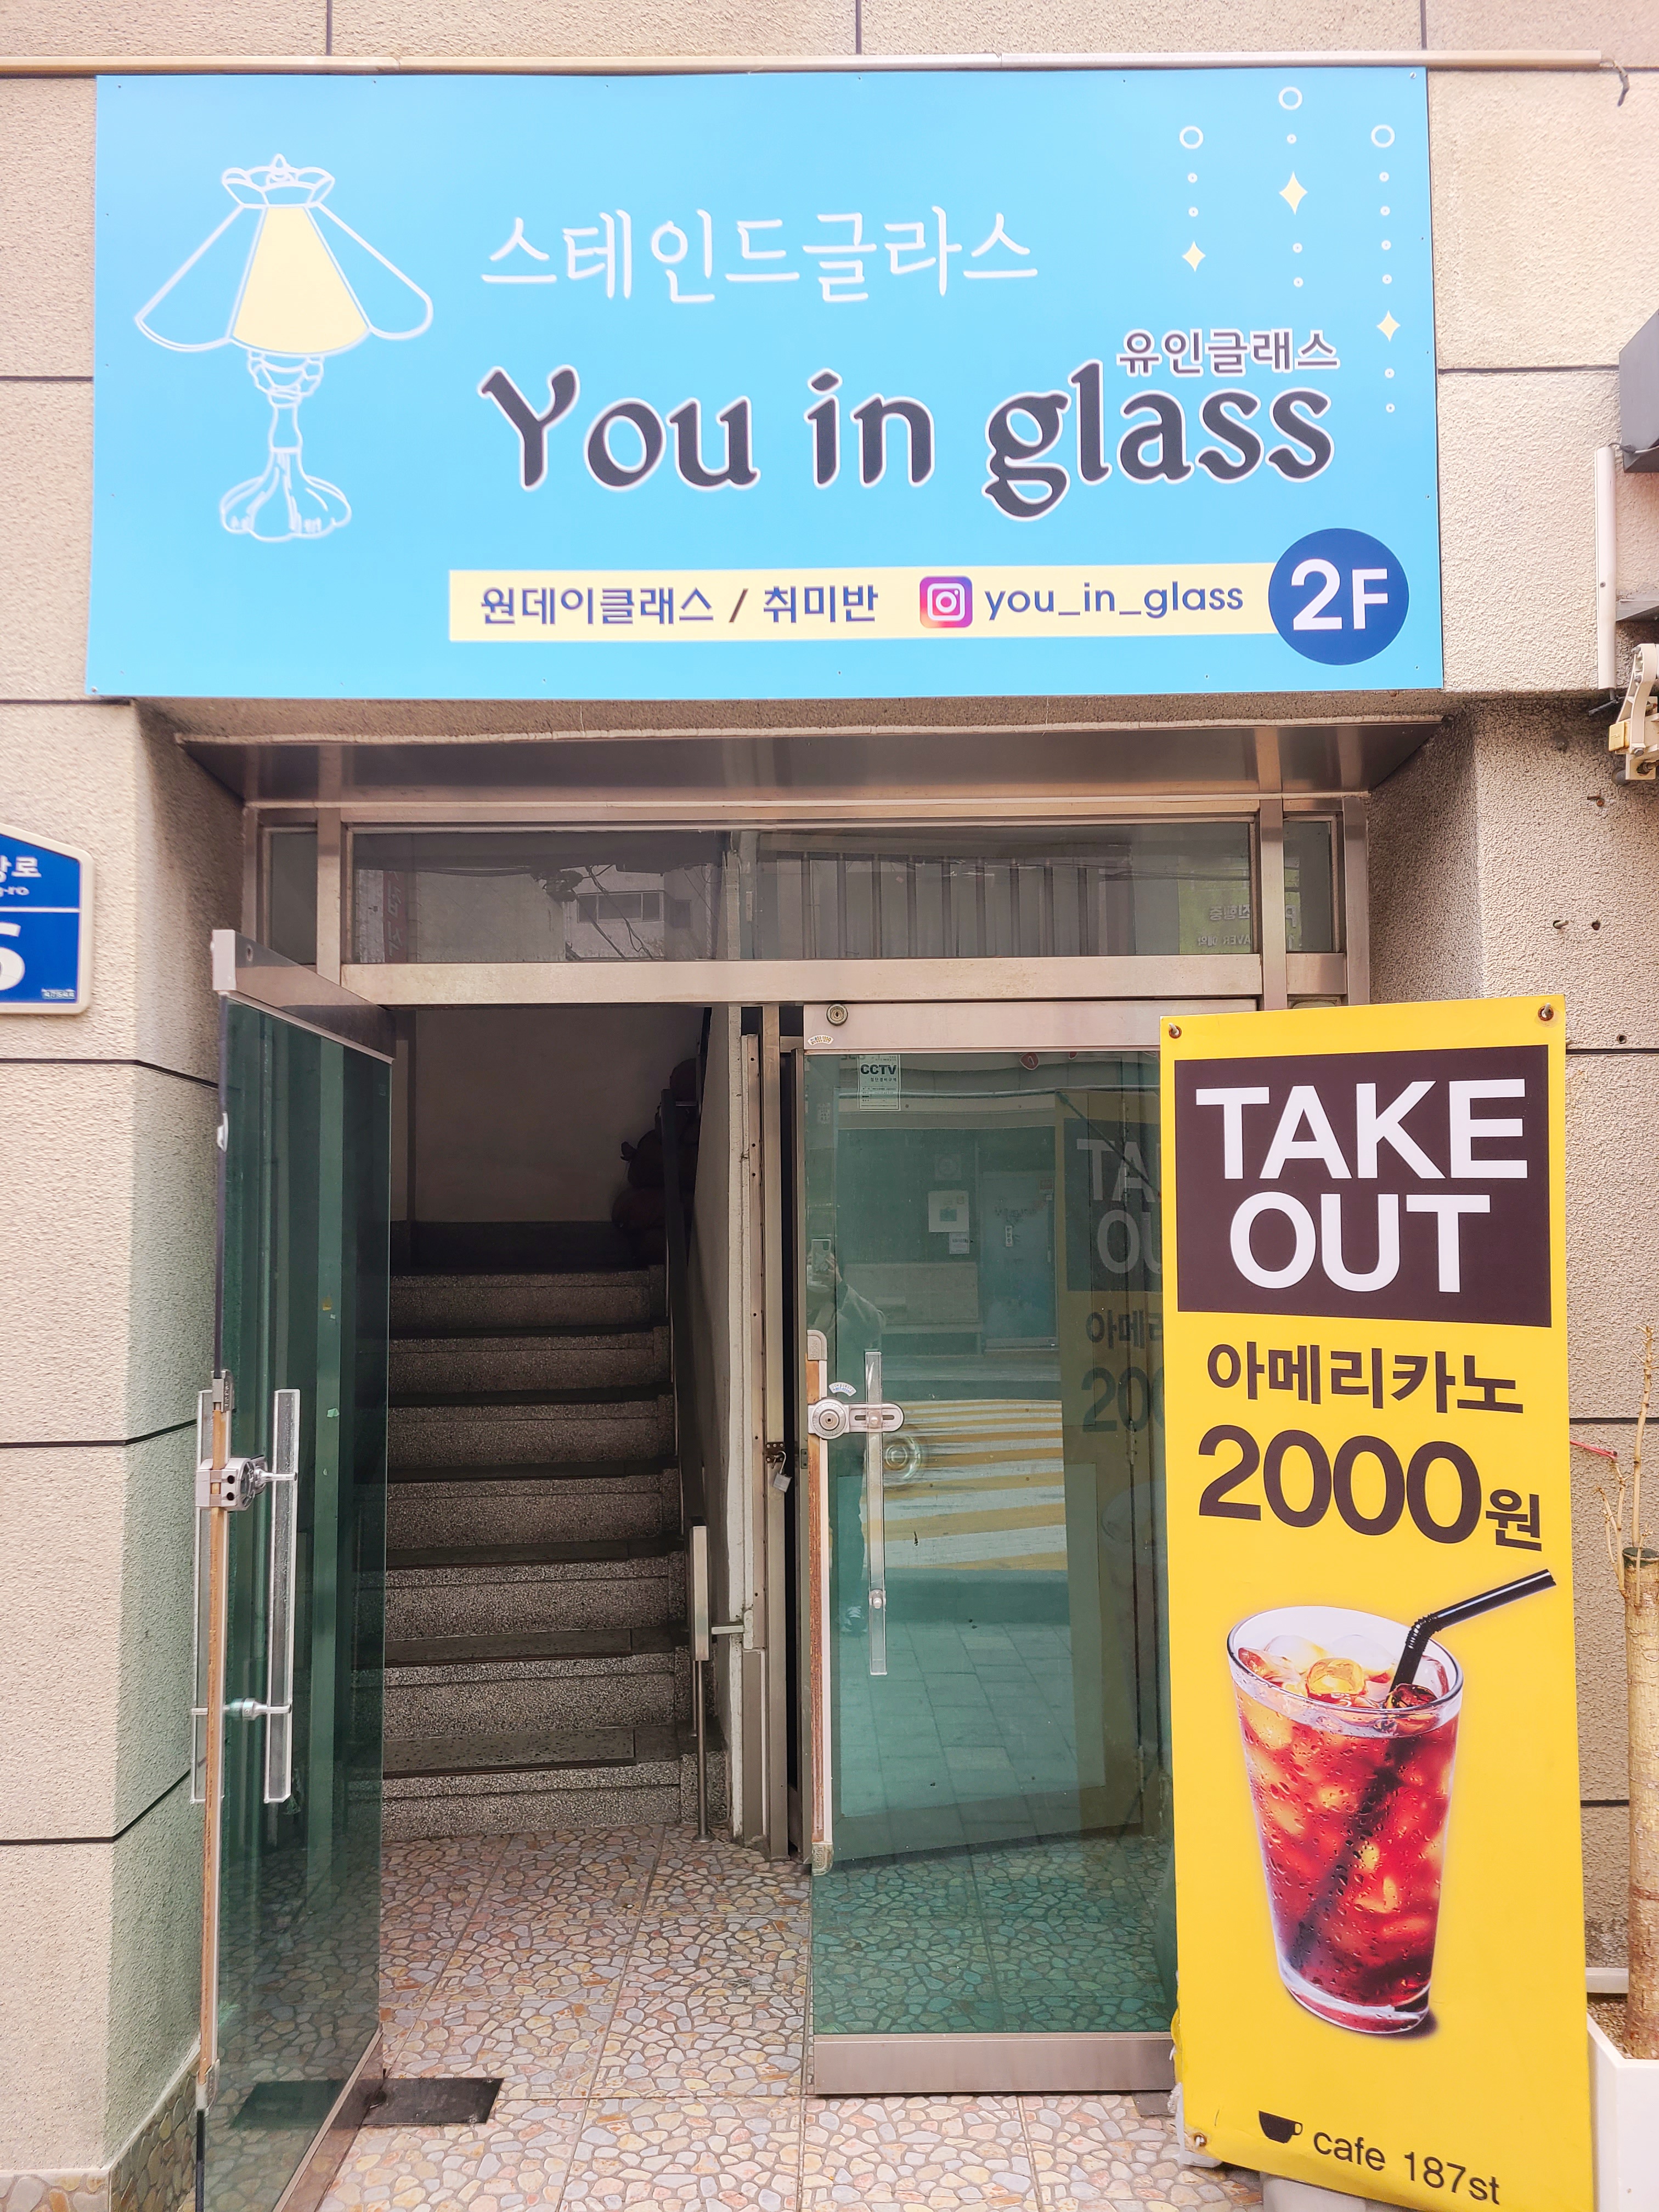 스테인드글라스
유인글래스
You in glass
원데이클래스 / 취미반 you_in_glass 2F
CCTV
TAKE
OUT
아메리카노
2000원
cafe 187st